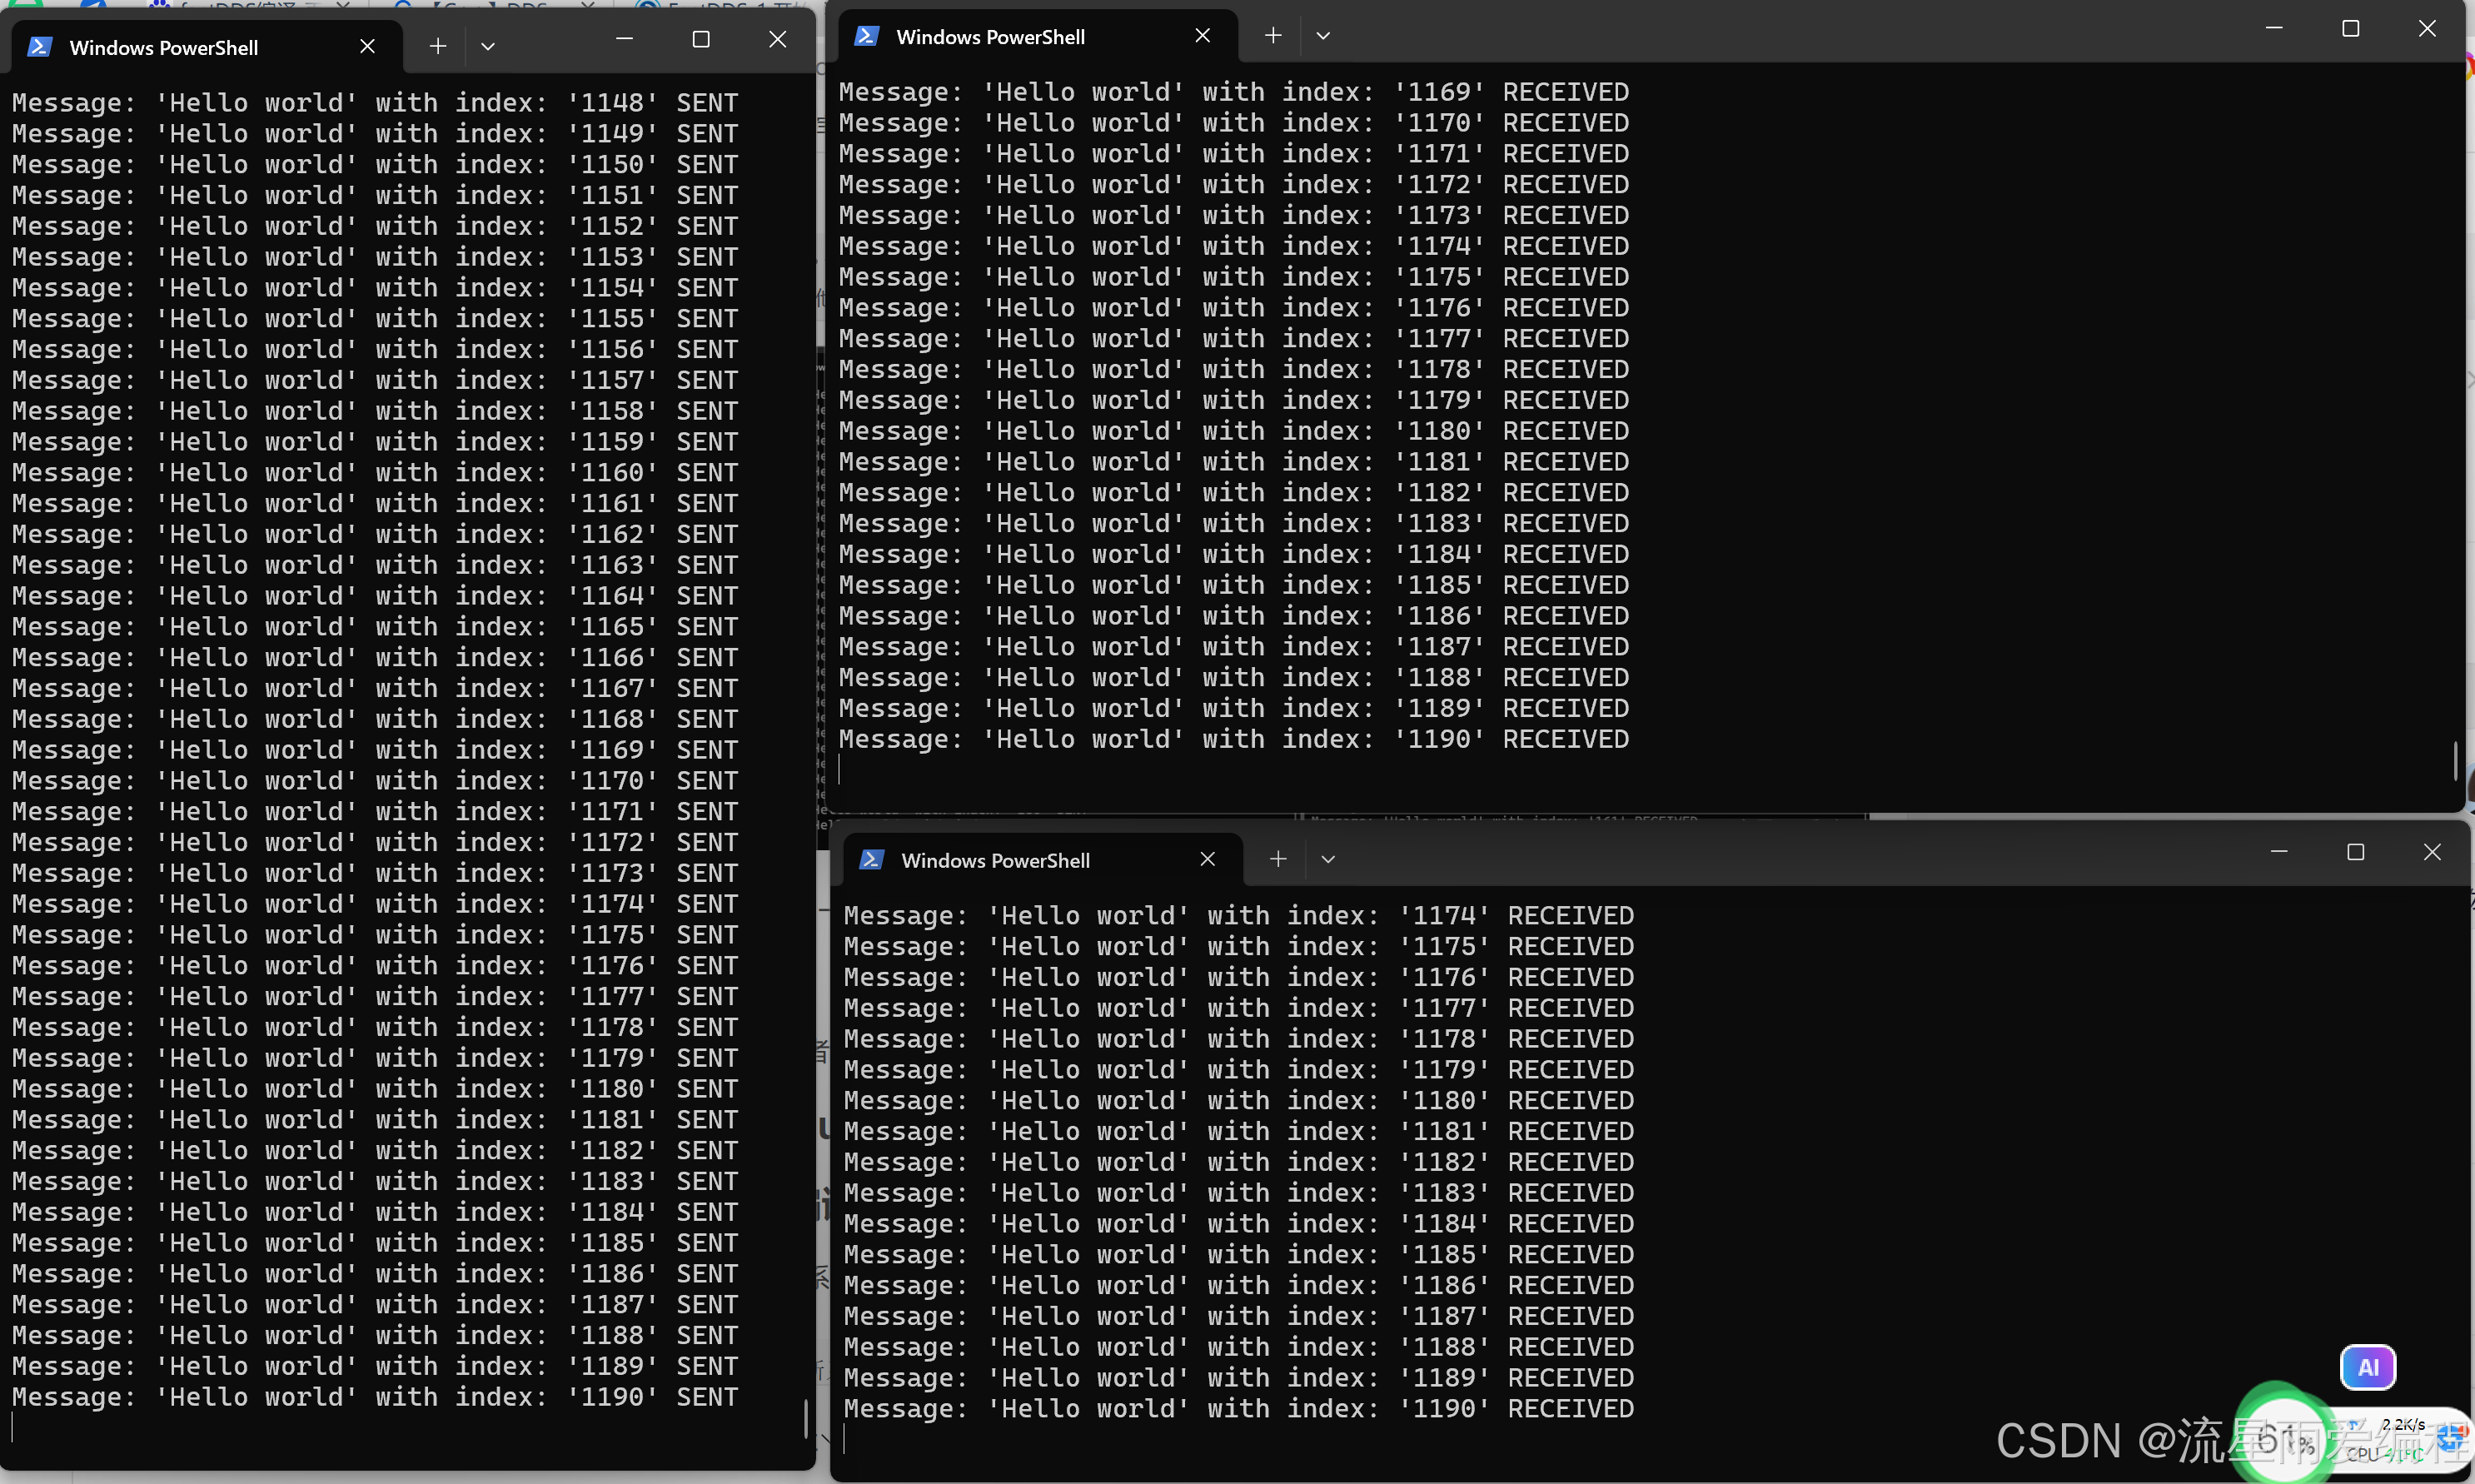 Windows PowerShell
Message: 'Hello world' with index: '1148' SENT
Message: 'Hello world' with index: '1149' SENT
Message: 'Hello world' with index: '1150' SENT
Message: 'Hello world' with index: '1151' SENT
Message: 'Hello world' with index: '1152' SENT
Message: 'Hello world' with index: '1153' SENT
Message: 'Hello world' with index: '1154' SENT
Message: 'Hello world' with index: '1155' SENT
Message: 'Hello world' with index: '1156' SENT
Message: 'Hello world' with index: '1157' SENT
Message: 'Hello world' with index: '1158' SENT
Message: 'Hello world' with index: '1159' SENT
Message: 'Hello world' with index: '1160' SENT
Message: 'Hello world' with index: '1161' SENT
Message: 'Hello world' with index: '1162' SENT
Message: 'Hello world' with index: '1163' SENT
Message: 'Hello world' with index: '1164' SENT
Message: 'Hello world' with index: '1165' SENT
Message: 'Hello world' with index: '1166' SENT
Message: 'Hello world' with index: '1167' SENT
Message: 'Hello world' with index: '1168' SENT
Message: 'Hello world' with index: '1169' SENT
Message: 'Hello world' with index: '1170' SENT
Message: 'Hello world' with index: '1171' SENT
Message: 'Hello world' with index: '1172' SENT
Message: 'Hello world' with index: '1173' SENT
Message: 'Hello world' with index: '1174' SENT
Message: 'Hello world' with index: '1175' SENT
Message: 'Hello world' with index: '1176' SENT
Message: 'Hello world' with index: '1177' SENT
Message: 'Hello world' with index: '1178' SENT
Message: 'Hello world' with index: '1179' SENT
Message: 'Hello world' with index: '1180' SENT
Message: 'Hello world' with index: '1181' SENT
Message: 'Hello world' with index: '1182' SENT
Message: 'Hello world' with index: '1183' SENT
Message: 'Hello world' with index: '1184' SENT
Message: 'Hello world' with index: '1185' SENT
Message: 'Hello world' with index: '1186' SENT
Message: 'Hello world' with index: '1187' SENT
Message: 'Hello world' with index: '1188' SENT
Message: 'Hello world' with index: '1189' SENT
Message: 'Hello world' with index: '1190' SENT
Windows PowerShell
Message: 'Hello world' with index: '1169' RECEIVED
Message: 'Hello world' with index: '1170' RECEIVED
Message: 'Hello world' with index: '1171' RECEIVED
Message: 'Hello world' with index: '1172' RECEIVED
Message: 'Hello world' with index: '1173' RECEIVED
Message: 'Hello world' with index: '1174' RECEIVED
Message: 'Hello world' with index: '1175' RECEIVED
Message: 'Hello world' with index: '1176' RECEIVED
Message: 'Hello world' with index: '1177' RECEIVED
Message: 'Hello world' with index: '1178' RECEIVED
Message: 'Hello world' with index: '1179' RECEIVED
Message: 'Hello world' with index: '1180' RECEIVED
Message: 'Hello world' with index: '1181' RECEIVED
Message: 'Hello world' with index: '1182' RECEIVED
Message: 'Hello world' with index: '1183' RECEIVED
Message: 'Hello world' with index: '1184' RECEIVED
Message: 'Hello world' with index: '1185' RECEIVED
Message: 'Hello world' with index: '1186' RECEIVED
Message: 'Hello world' with index: '1187' RECEIVED
Message: 'Hello world' with index: '1188' RECEIVED
Message: 'Hello world' with index: '1189' RECEIVED
Message: 'Hello world' with index: '1190' RECEIVED
Windows PowerShell
Message: 'Hello world' with index: '1174' RECEIVED
Message: 'Hello world' with index: '1175' RECEIVED
Message: 'Hello world' with index: '1176' RECEIVED
Message: 'Hello world' with index: '1177' RECEIVED
Message: 'Hello world' with index: '1178' RECEIVED
Message: 'Hello world' with index: '1179' RECEIVED
Message: 'Hello world' with index: '1180' RECEIVED
Message: 'Hello world' with index: '1181' RECEIVED
Message: 'Hello world' with index: '1182' RECEIVED
Message: 'Hello world' with index: '1183' RECEIVED
Message: 'Hello world' with index: '1184' RECEIVED
Message: 'Hello world' with index: '1185' RECEIVED
Message: 'Hello world' with index: '1186' RECEIVED
Message: 'Hello world' with index: '1187' RECEIVED
Message: 'Hello world' with index: '1188' RECEIVED
Message: 'Hello world' with index: '1189' RECEIVED
Message: 'Hello world' with index: '1190' RECEIVED
AI
2.2K/s
CPU
CSDN @流星雨爱编程